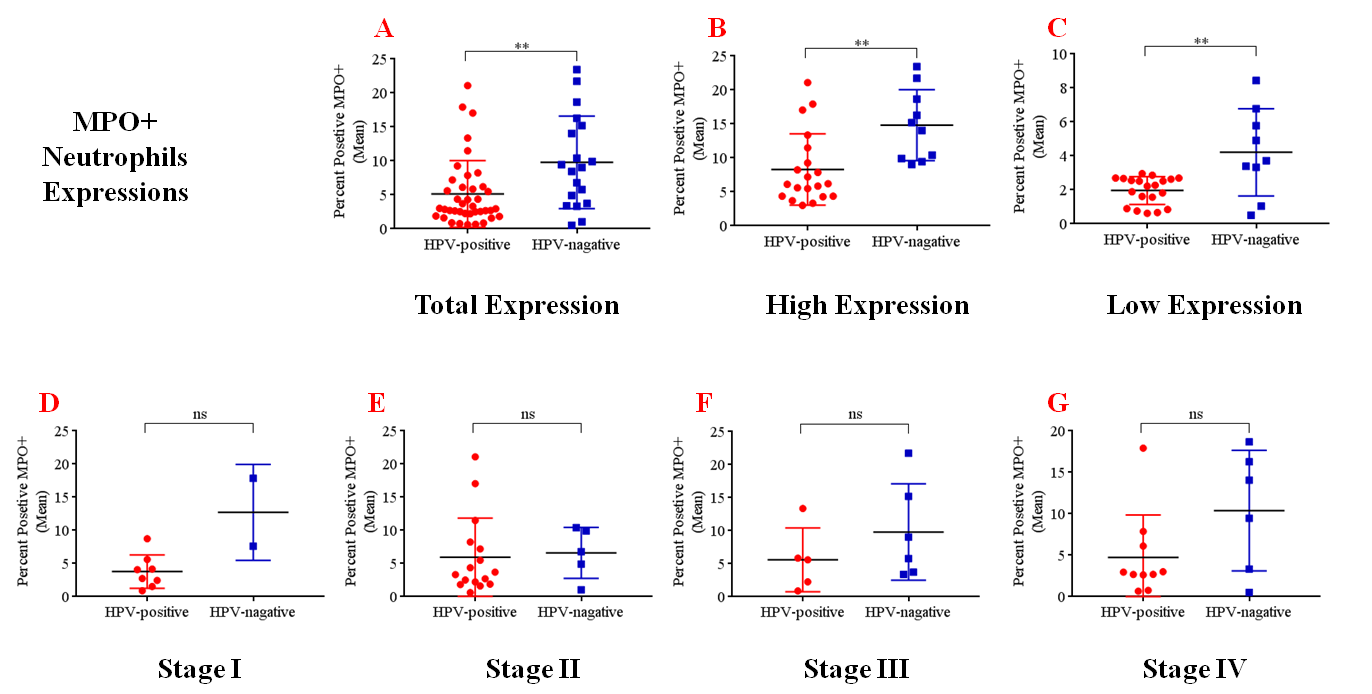 MPO+
Neutrophils
Expressions
A
**
Percent Posetive MPO+
(Mean)
25
20
15
10
5
0
HPV-positive
HPV-nagative
Total Expression
B
**
Percent Posetive MPO+
(Mean)
25
20
15
10
5
0
HPV-positive
HPV-nagative
High Expression
C
**
Percent Posetive MPO+
(Mean)
10
8
6
4
2
0
HPV-positive
HPV-nagative
Low Expression
D
ns
Percent Posetive MPO+
(Mean)
25
20
15
10
5
0
HPV-positive
HPV-nagative
Stage I
E
ns
Percent Posetive MPO+
(Mean)
25
20
15
10
5
0
HPV-positive
HPV-nagative
Stage II
F
ns
Percent Posetive MPO+
(Mean)
25
20
15
10
5
0
HPV-positive
HPV-nagative
Stage III
G
ns
Percent Posetive MPO+
(Mean)
20
15
10
5
0
HPV-positive
HPV-nagative
Stage IV